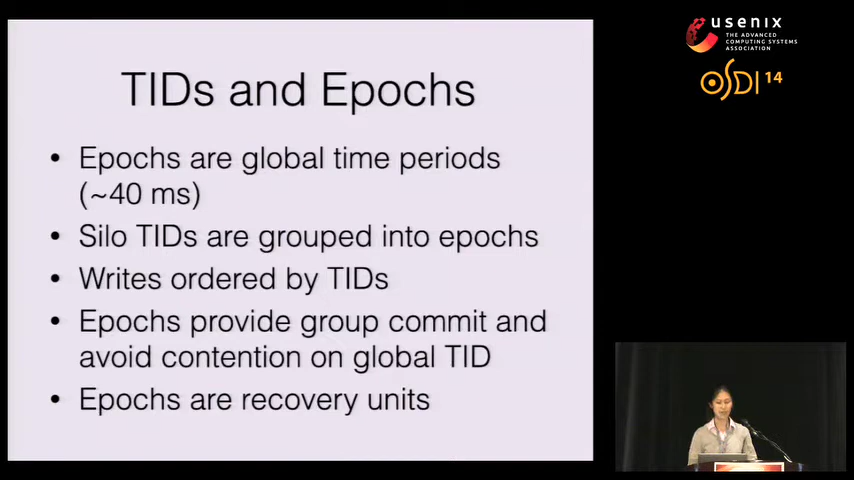 TIDs and Epochs
• Epochs are global time periods
(~40 ms)
• Silo TIDs are grouped into epochs
• Writes ordered by TIDs
• Epochs provide group commit and
avoid contention on global TID
• Epochs are recovery units
usenix
THE ADVANCED
COMPUTING SYSTEMS
ASSOCIATION
OSDI 14